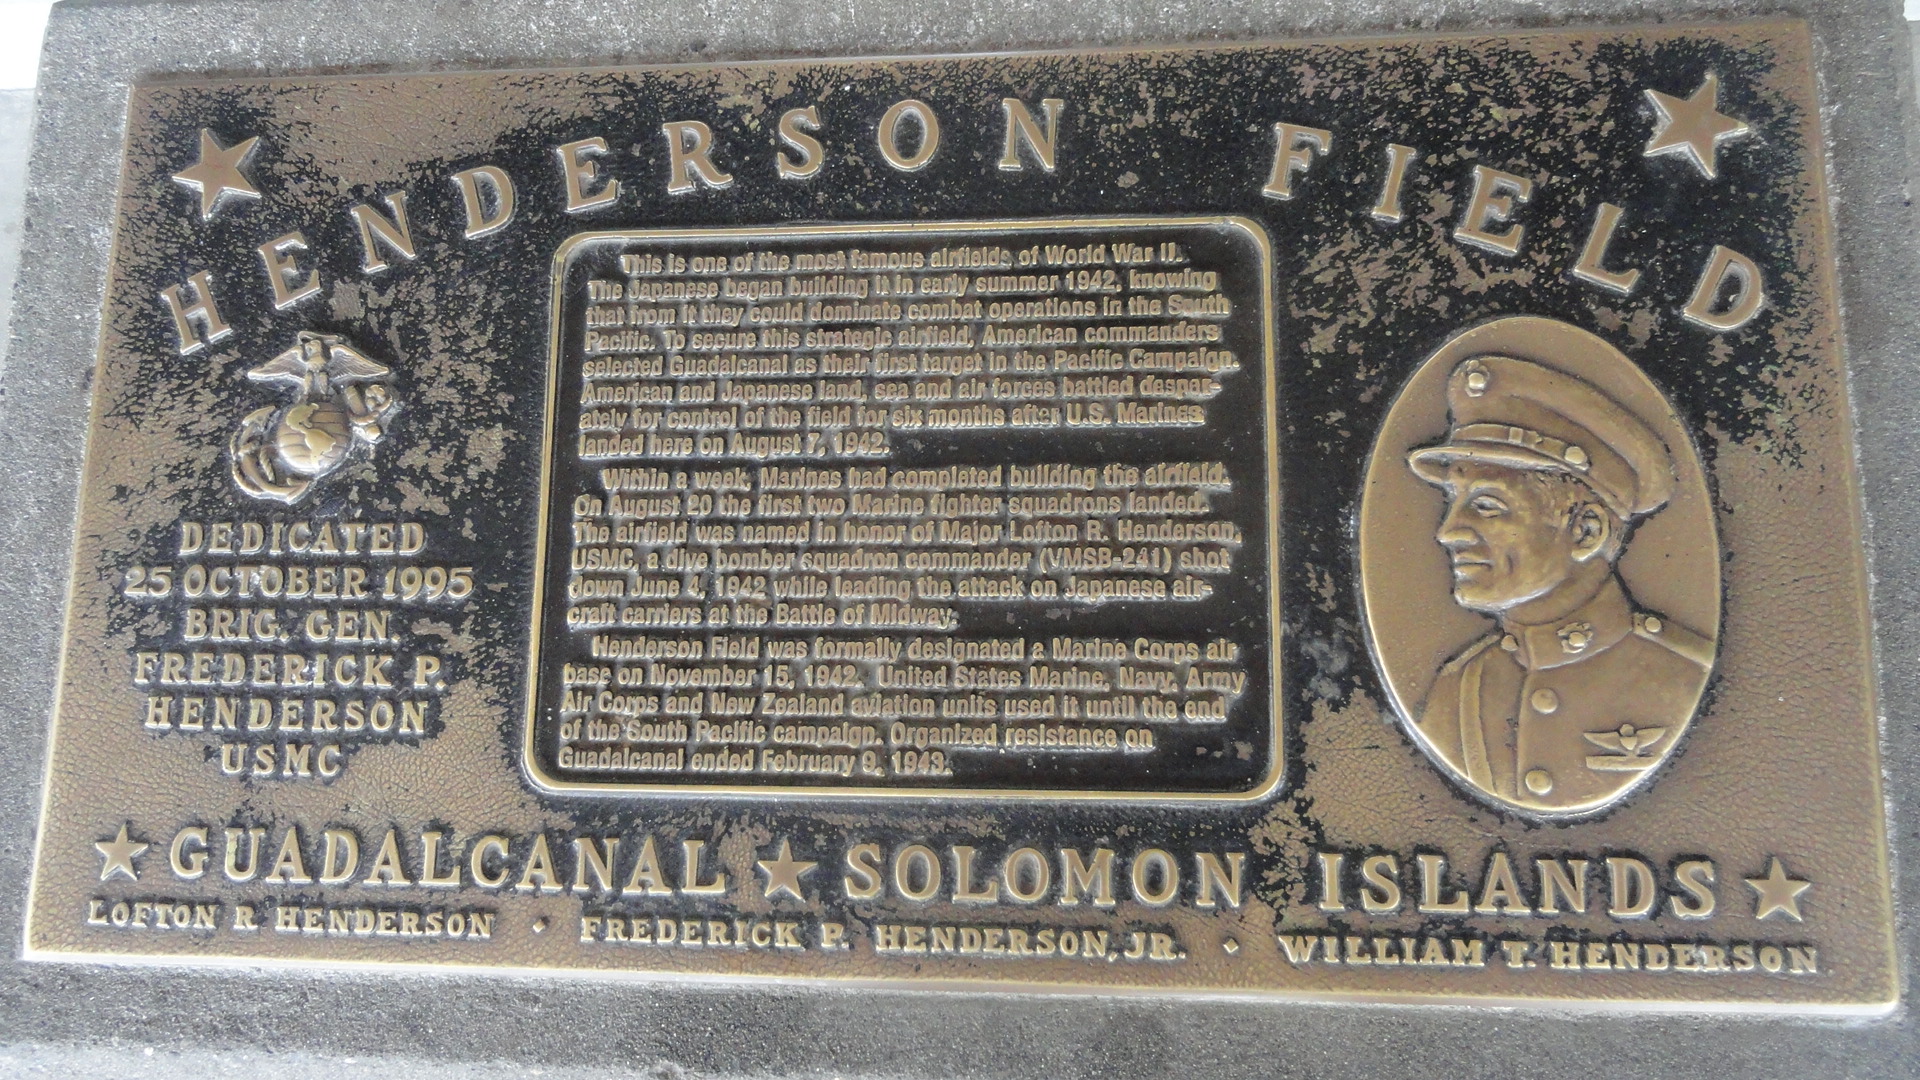 HENDERSON FIELD
This is one of the most famous airfields of World War II.
The Japanese began building it in early summer 1942, knowing
that from it they could dominate combat operations in the South
Pacific. To secure this strategic airfield, American commanders
selected Guadalcanal as their first target in the Pacific Campaign.
American and Japanese land, sea and air forces battled desper-
ately for control of the field for six months after U.S. Marines
landed here on August 7, 1942.
Within a week, Marines had completed building the airfield.
On August 20 the first two Marine fighter squadrons landed.
The airfield was named in honor of Major Lofton R. Henderson,
USMC, a dive bomber squadron commander (VMSB-241) shot
down June 4, 1942 while leading the attack on Japanese air-
craft carriers at the Battle of Midway.
Henderson Field was formally designated a Marine Corps air
base on November 15, 1942. United States Marine, Navy, Army
Air Corps and New Zealand aviation units used it until the end
of the South Pacific campaign. Organized resistance on
Guadalcanal ended February 9, 1943.
DEDICATED
25 OCTOBER 1995
BRIG. GEN.
FREDERICK P.
HENDERSON
USMC
GUADALCANAL ★ SOLOMON ISLANDS
LOFTON R HENDERSON · FREDERICK P. HENDERSON, JR. · WILLIAM T. HENDERSON